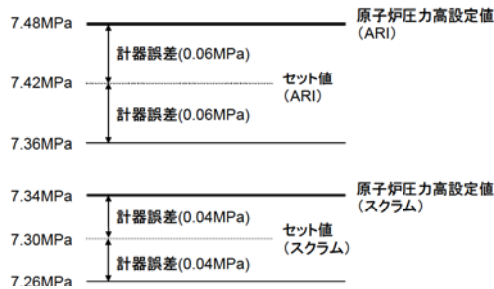 7.48MPa
原子炉圧力高設定値
(ARI)
計器誤差(0.06MPa)
7.42MPa
セット値
(ARI)
計器誤差(0.06MPa)
7.36MPa
7.34MPa
原子炉圧力高設定値
(スクラム)
計器誤差(0.04MPa)
7.30MPa
セット値
(スクラム)
計器誤差(0.04MPa)
7.26MPa